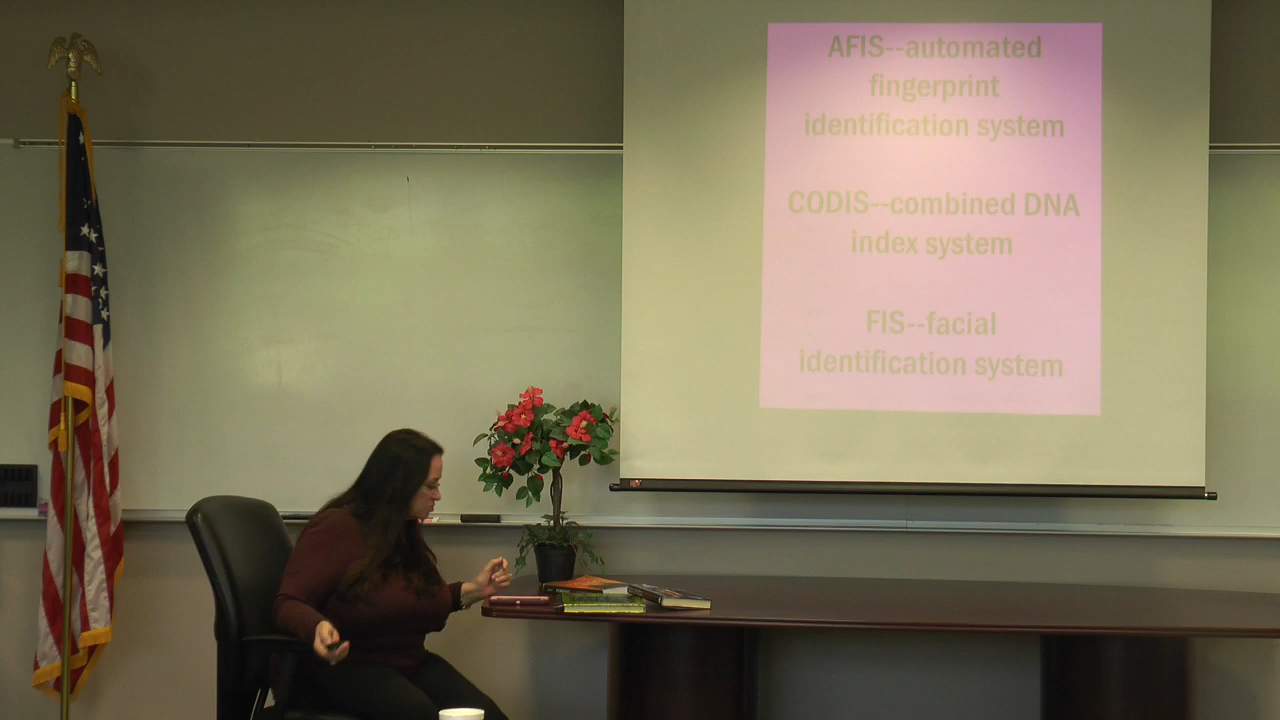 AFIS--automated
fingerprint
identification system
CODIS--combined DNA
index system
FIS--facial
identification system